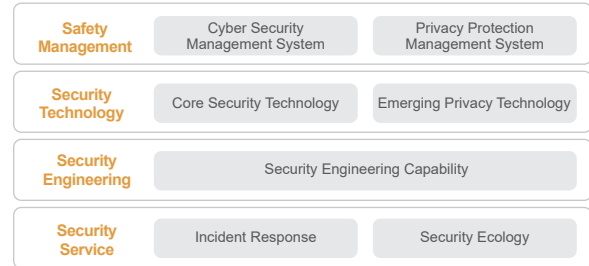 Safety
Management
Cyber Security
Management System
Privacy Protection
Management System
Security
Technology
Core Security Technology
Emerging Privacy Technology
Security
Engineering
Security Engineering Capability
Security
Service
Incident Response
Security Ecology